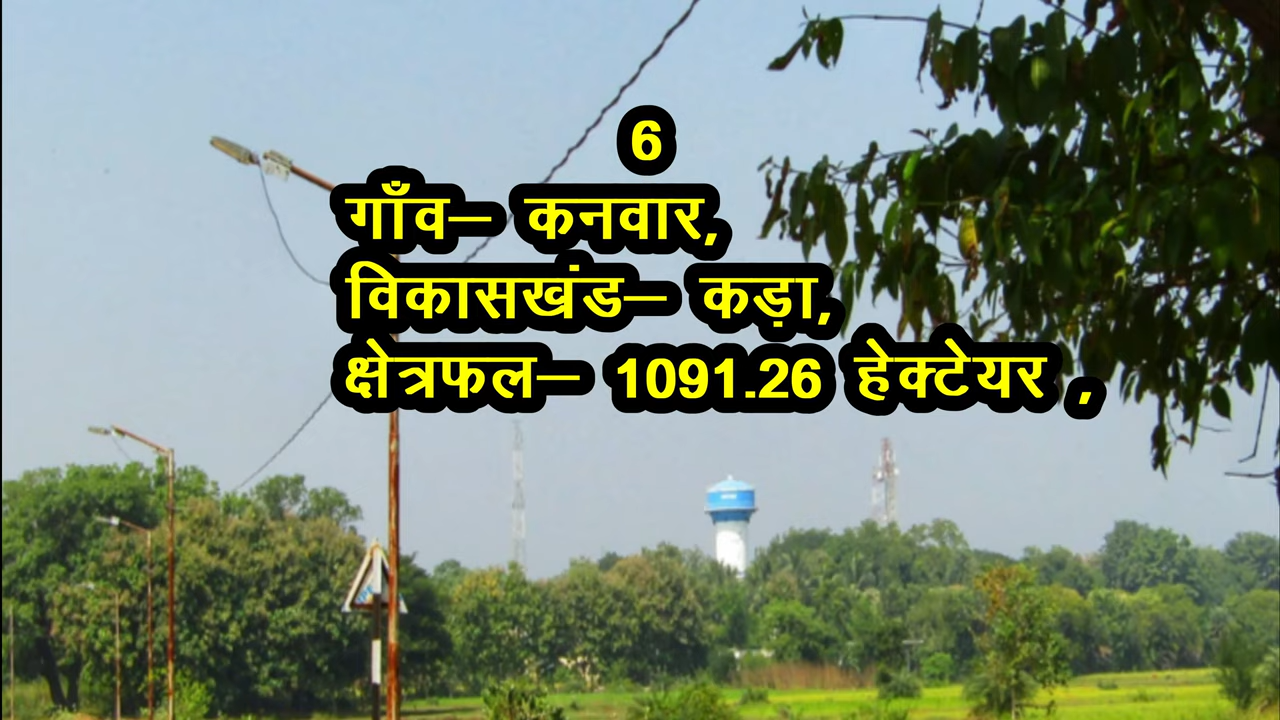 6
गाँव– कनवार,
विकासखंड– कड़ा,
क्षेत्रफल– 1091.26 हेक्टेयर ,